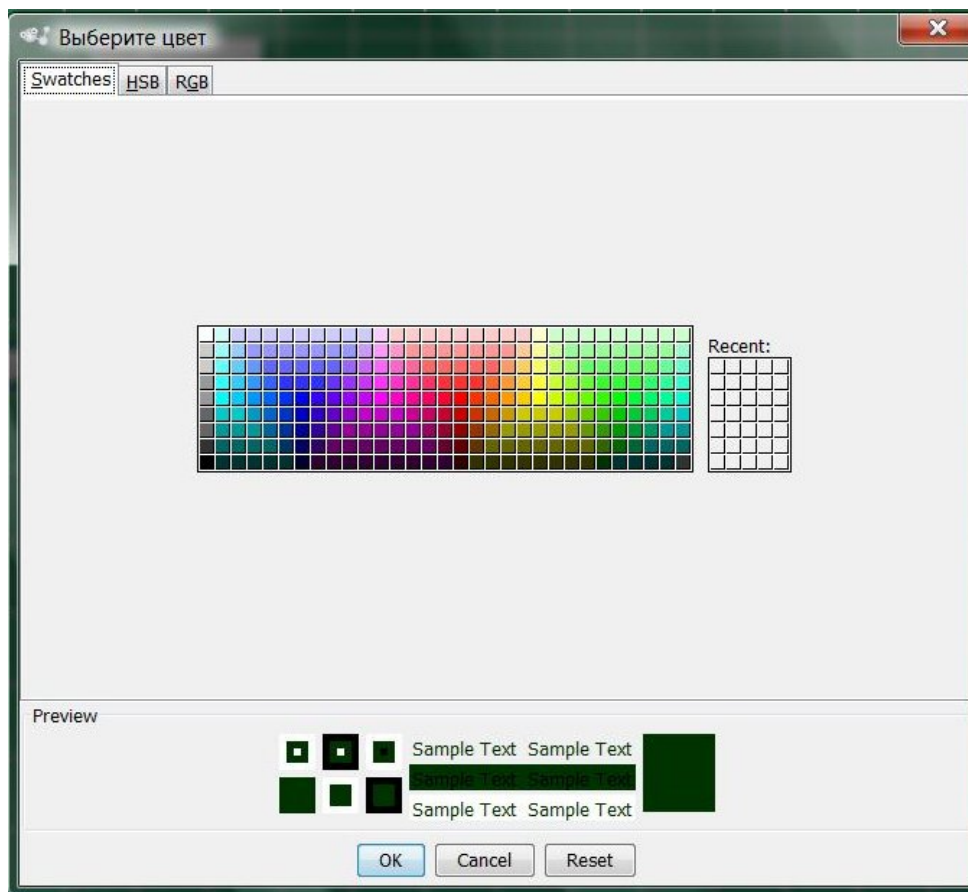 Выберите цвет
Swatches HSB RGB
Recent:
Preview
Sample Text Sample Text
Sample Text Sample Text
Sample Text Sample Text
OK Cancel Reset